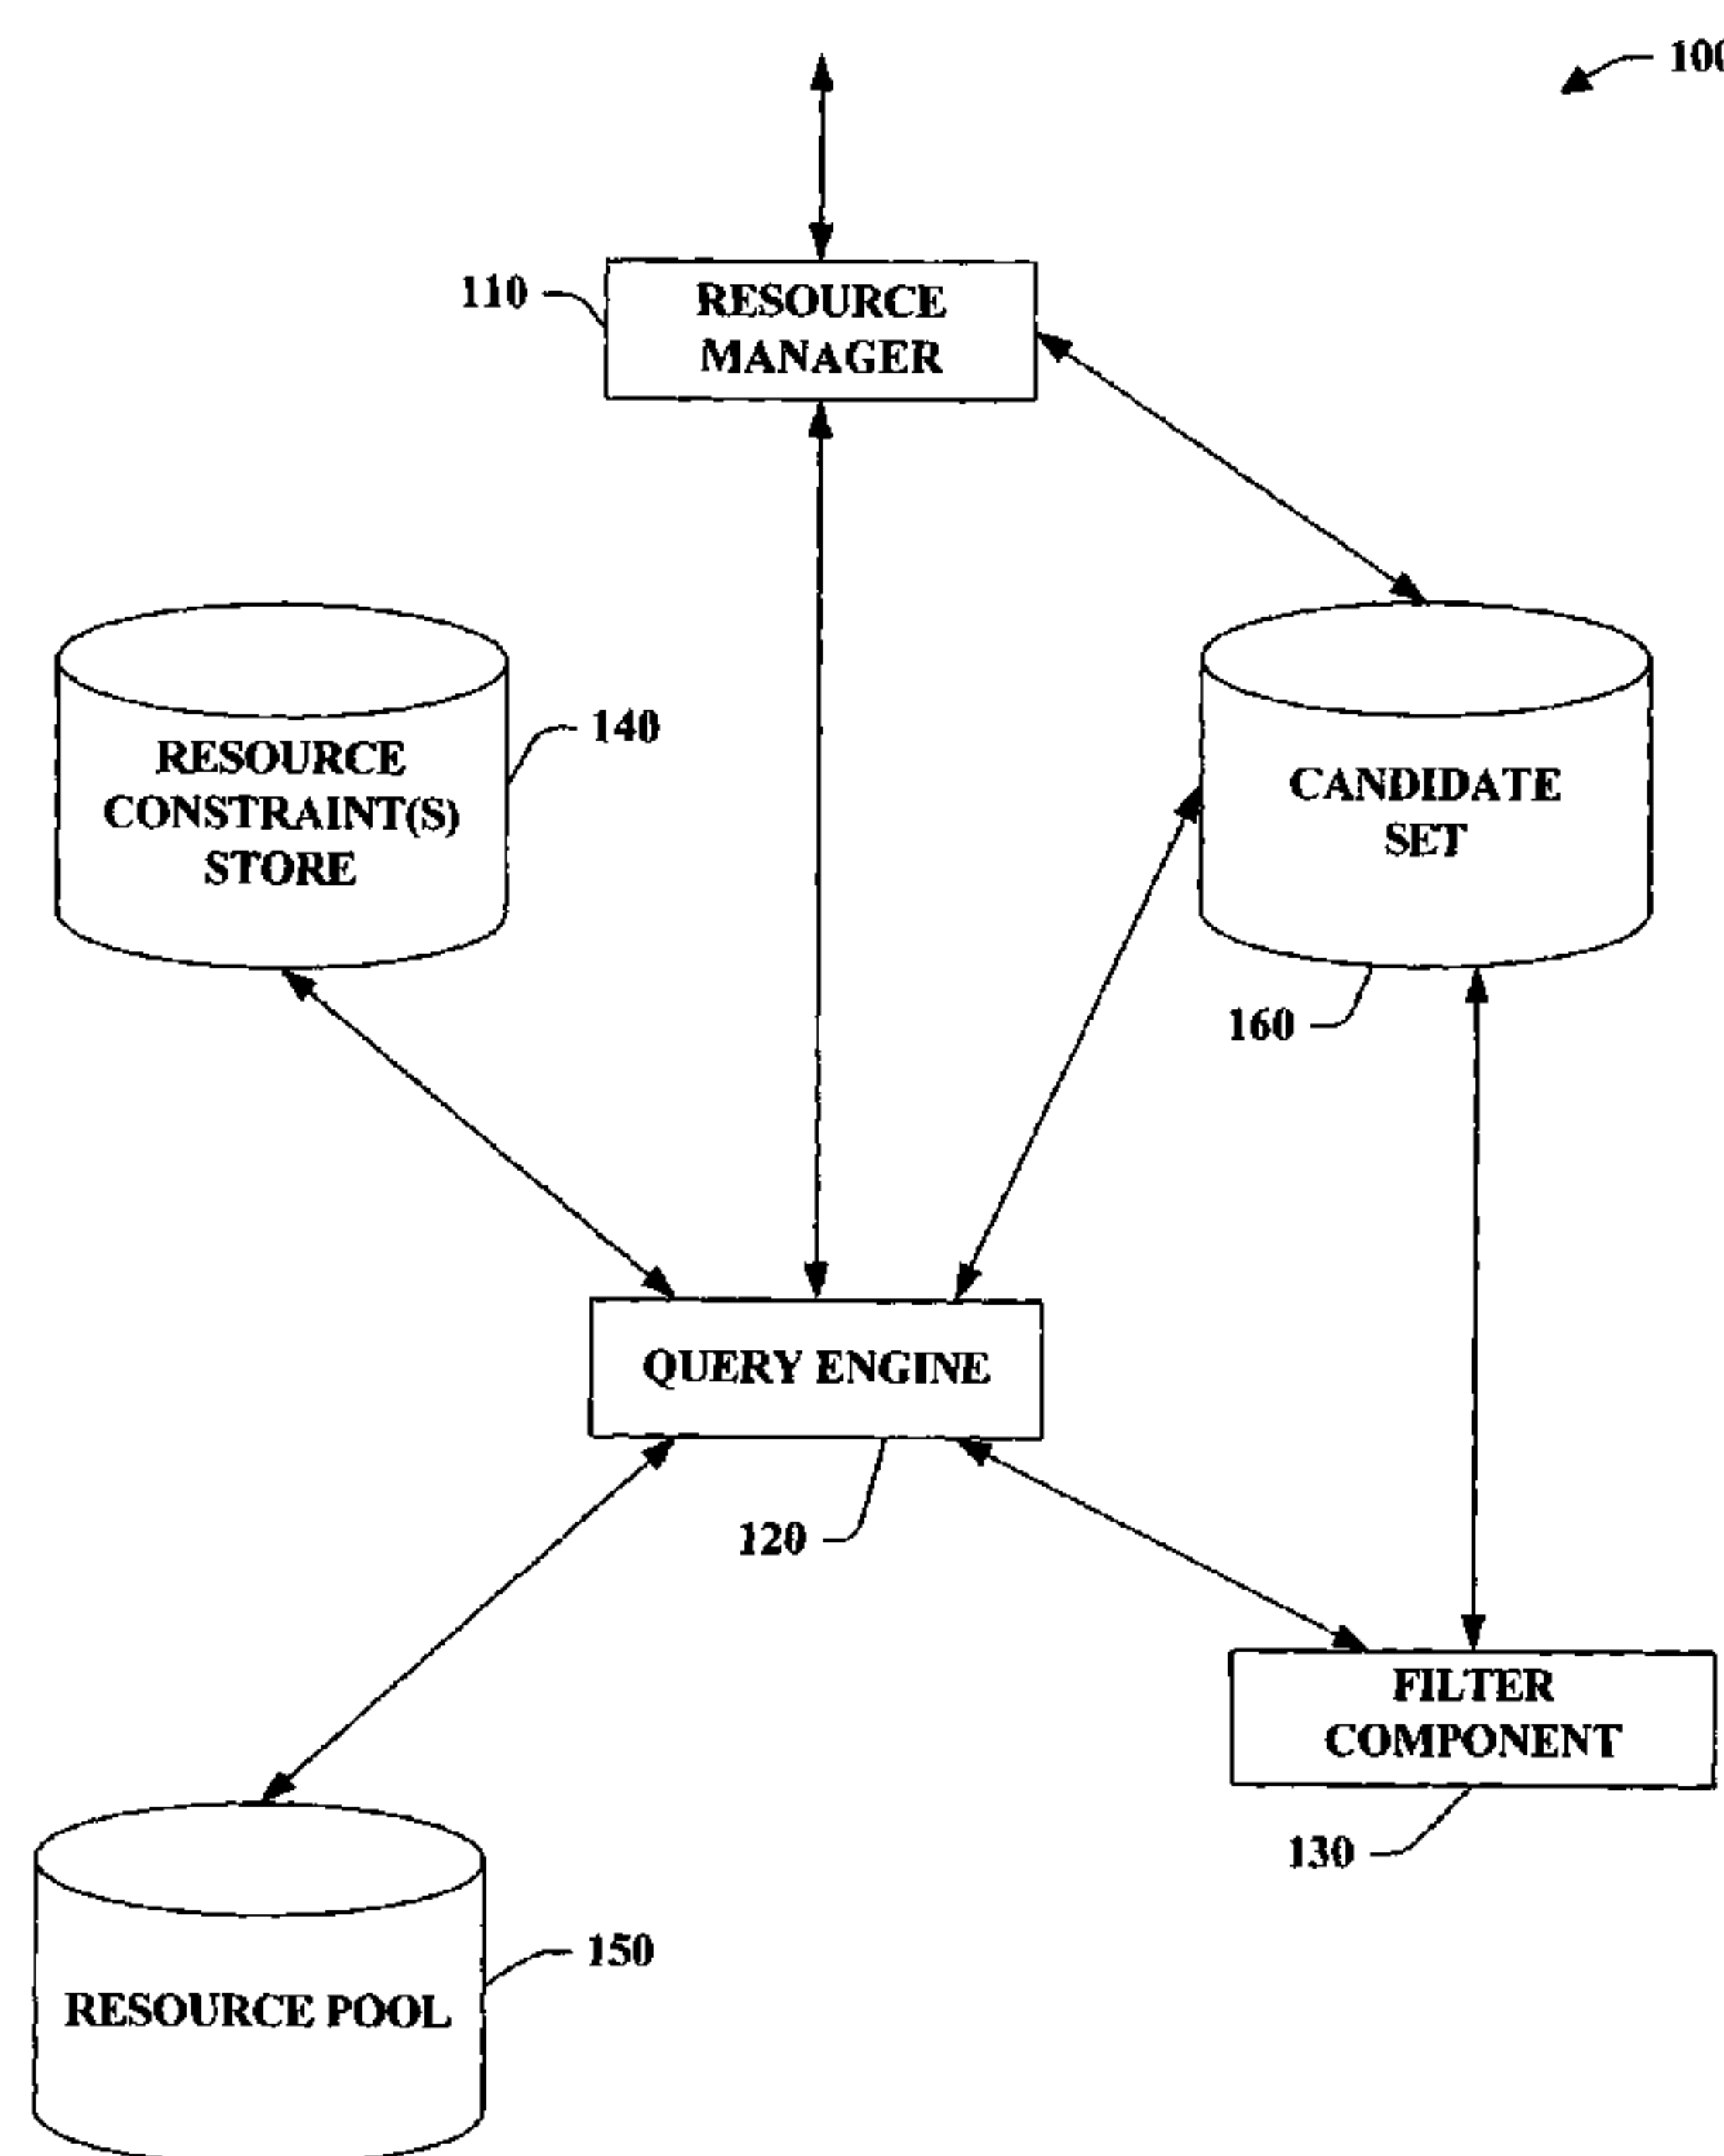 100
110
RESOURCE
MANAGER
140
RESOURCE
CONSTRAINT(S)
STORE
CANDIDATE
SET
160
QUERY ENGINE
120
FILTER
COMPONENT
130
150
RESOURCE POOL